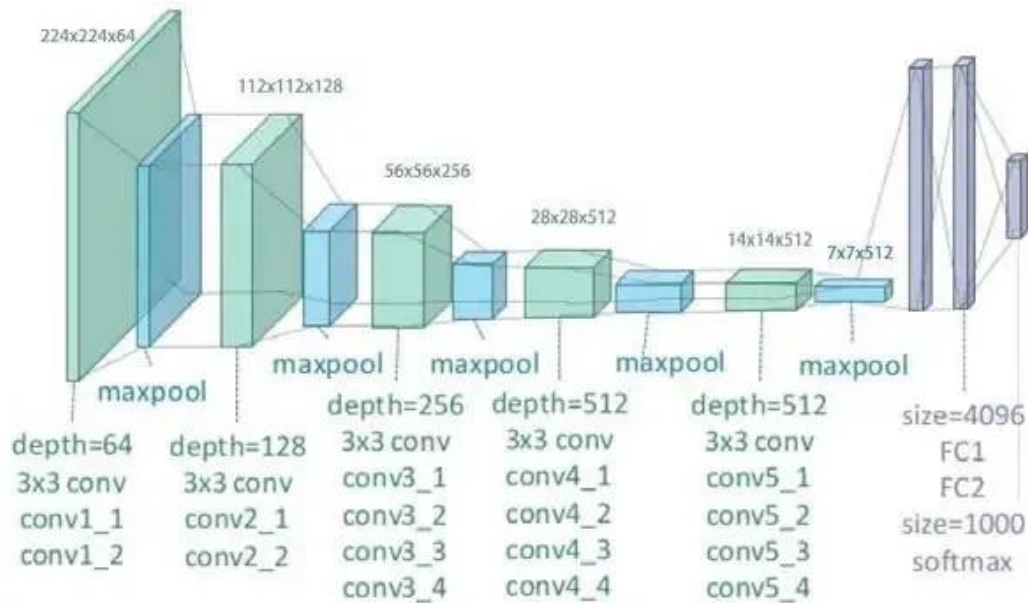 224x224x64
112x112x128
56x56x256
28x28x512
14x14x512
7x7x512
maxpool
maxpool
maxpool
maxpool
maxpool
depth=64
3x3 conv
conv1_1
conv1_2
depth=128
3x3 conv
conv2_1
conv2_2
depth=256
3x3 conv
conv3_1
conv3_2
conv3_3
conv3_4
depth=512
3x3 conv
conv4_1
conv4_2
conv4_3
conv4_4
depth=512
3x3 conv
conv5_1
conv5_2
conv5_3
conv5_4
size=4096
FC1
FC2
size=1000
softmax